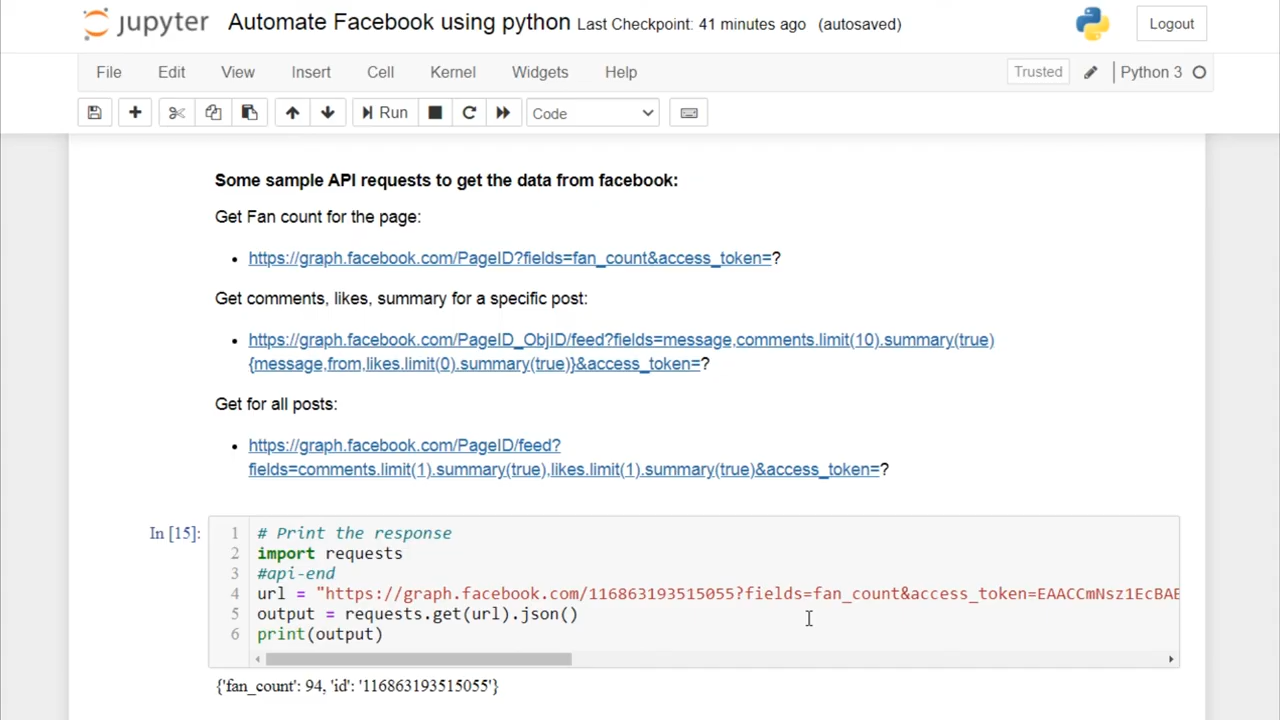 jupyter Automate Facebook using python Last Checkpoint: 41 minutes ago (autosaved) Logout
File Edit View Insert Cell Kernel Widgets Help Trusted Python 3
Run Code
Some sample API requests to get the data from facebook:
Get Fan count for the page:
https://graph.facebook.com/PageID?fields=fan_count&access_token=?
Get comments, likes, summary for a specific post:
https://graph.facebook.com/PageID_ObjID/feed?fields=message,comments.limit(10).summary(true)
{message,from,likes.limit(0).summary(true)}&access_token=?
Get for all posts:
https://graph.facebook.com/PageID/feed?
fields=comments.limit(1).summary(true),likes.limit(1).summary(true)&access_token=?
In [15]:
1 # Print the response
2 import requests
3 #api-end
4 url = "https://graph.facebook.com/116863193515055?fields=fan_count&access_token=EAACCmNsz1EcBAE
5 output = requests.get(url).json()
6 print(output)
{'fan_count': 94, 'id': '116863193515055'}